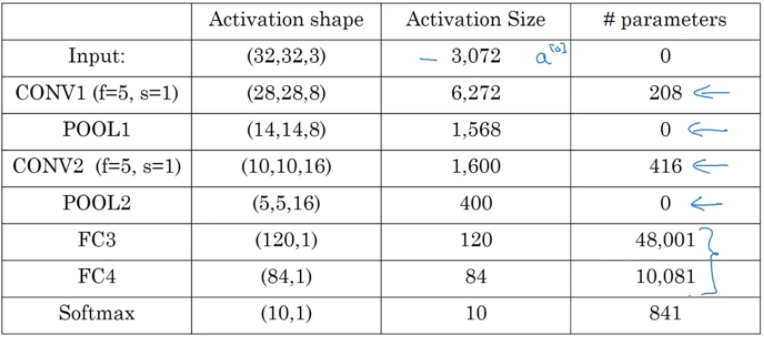 Activation shape Activation Size # parameters
Input: (32,32,3) – 3,072 a[0] 0
CONV1 (f=5, s=1) (28,28,8) 6,272 208 ←
POOL1 (14,14,8) 1,568 0 ←
CONV2 (f=5, s=1) (10,10,16) 1,600 416 ←
POOL2 (5,5,16) 400 0 ←
FC3 (120,1) 120 48,001 }
FC4 (84,1) 84 10,081
Softmax (10,1) 10 841